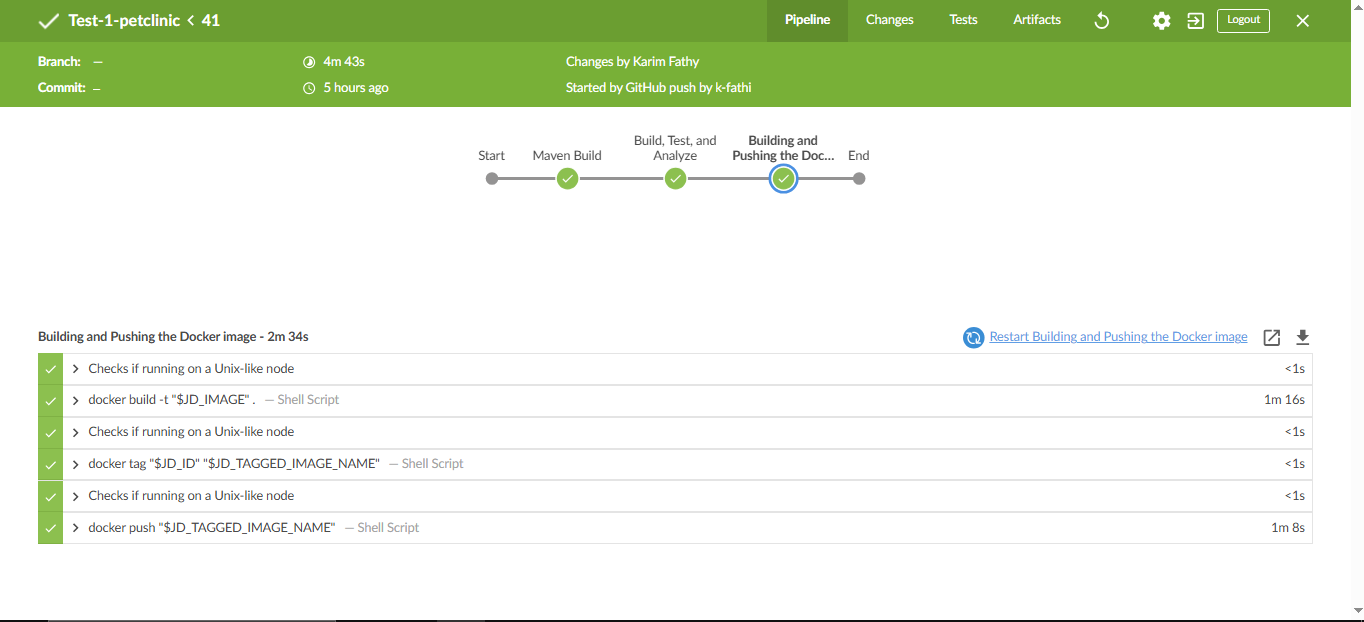 Test-1-petclinic < 41
Pipeline
Changes
Tests
Artifacts
Logout
Branch: —
4m 43s
Changes by Karim Fathy
Commit: —
5 hours ago
Started by GitHub push by k-fathi
Start
Maven Build
Build, Test, and
Analyze
Building and
Pushing the Doc...
End
Building and Pushing the Docker image - 2m 34s
Restart Building and Pushing the Docker image
Checks if running on a Unix-like node <1s
docker build -t "$JD_IMAGE" . — Shell Script 1m 16s
Checks if running on a Unix-like node <1s
docker tag "$JD_ID" "$JD_TAGGED_IMAGE_NAME" — Shell Script <1s
Checks if running on a Unix-like node <1s
docker push "$JD_TAGGED_IMAGE_NAME" — Shell Script 1m 8s